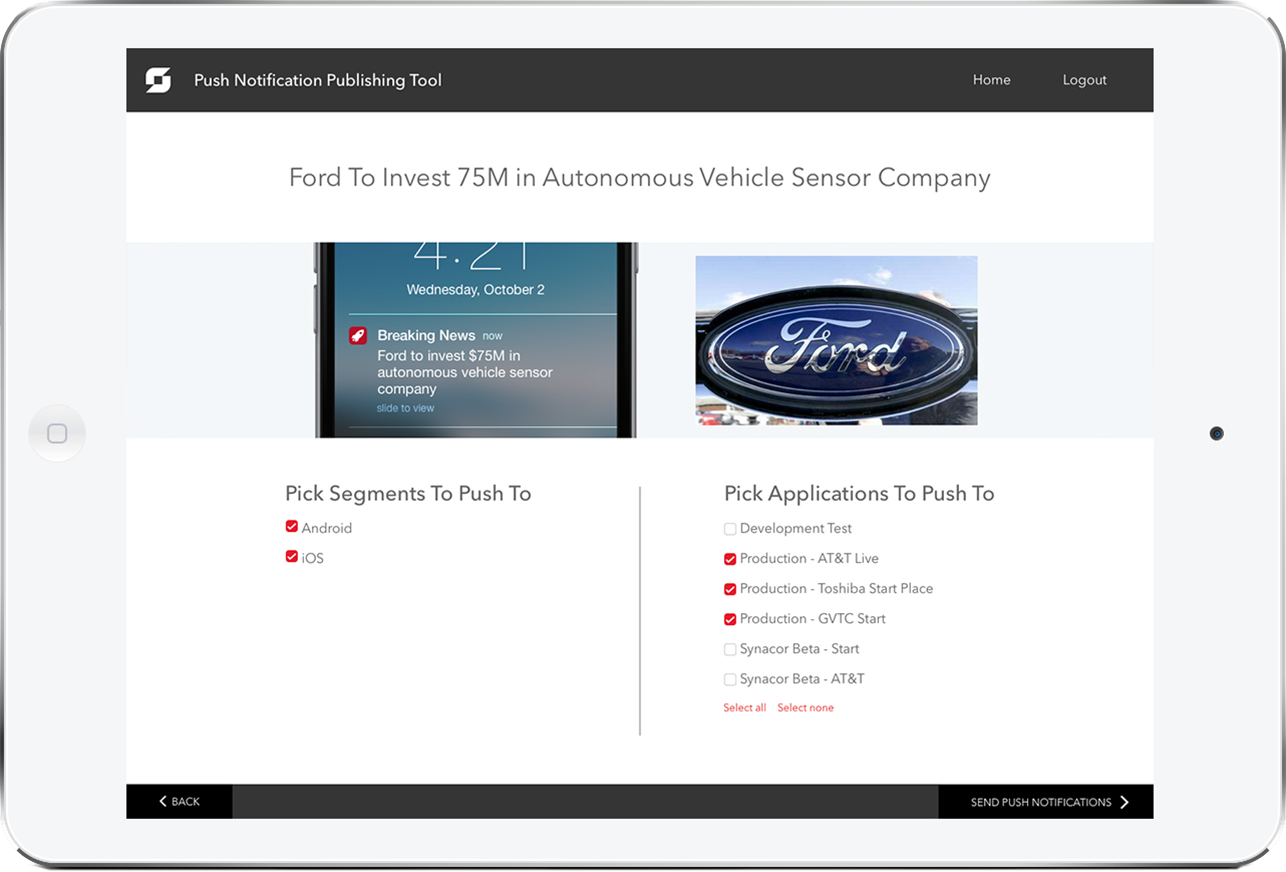 Push Notification Publishing Tool
Home
Logout
Ford To Invest 75M in Autonomous Vehicle Sensor Company
4:21
Wednesday, October 2
Breaking News now
Ford to invest $75M in
autonomous vehicle sensor
company
slide to view
Ford
Pick Segments To Push To
Android
iOS
Pick Applications To Push To
Development Test
Production - AT&T Live
Production - Toshiba Start Place
Production - GVTC Start
Synacor Beta - Start
Synacor Beta - AT&T
Select all Select none
BACK
SEND PUSH NOTIFICATIONS